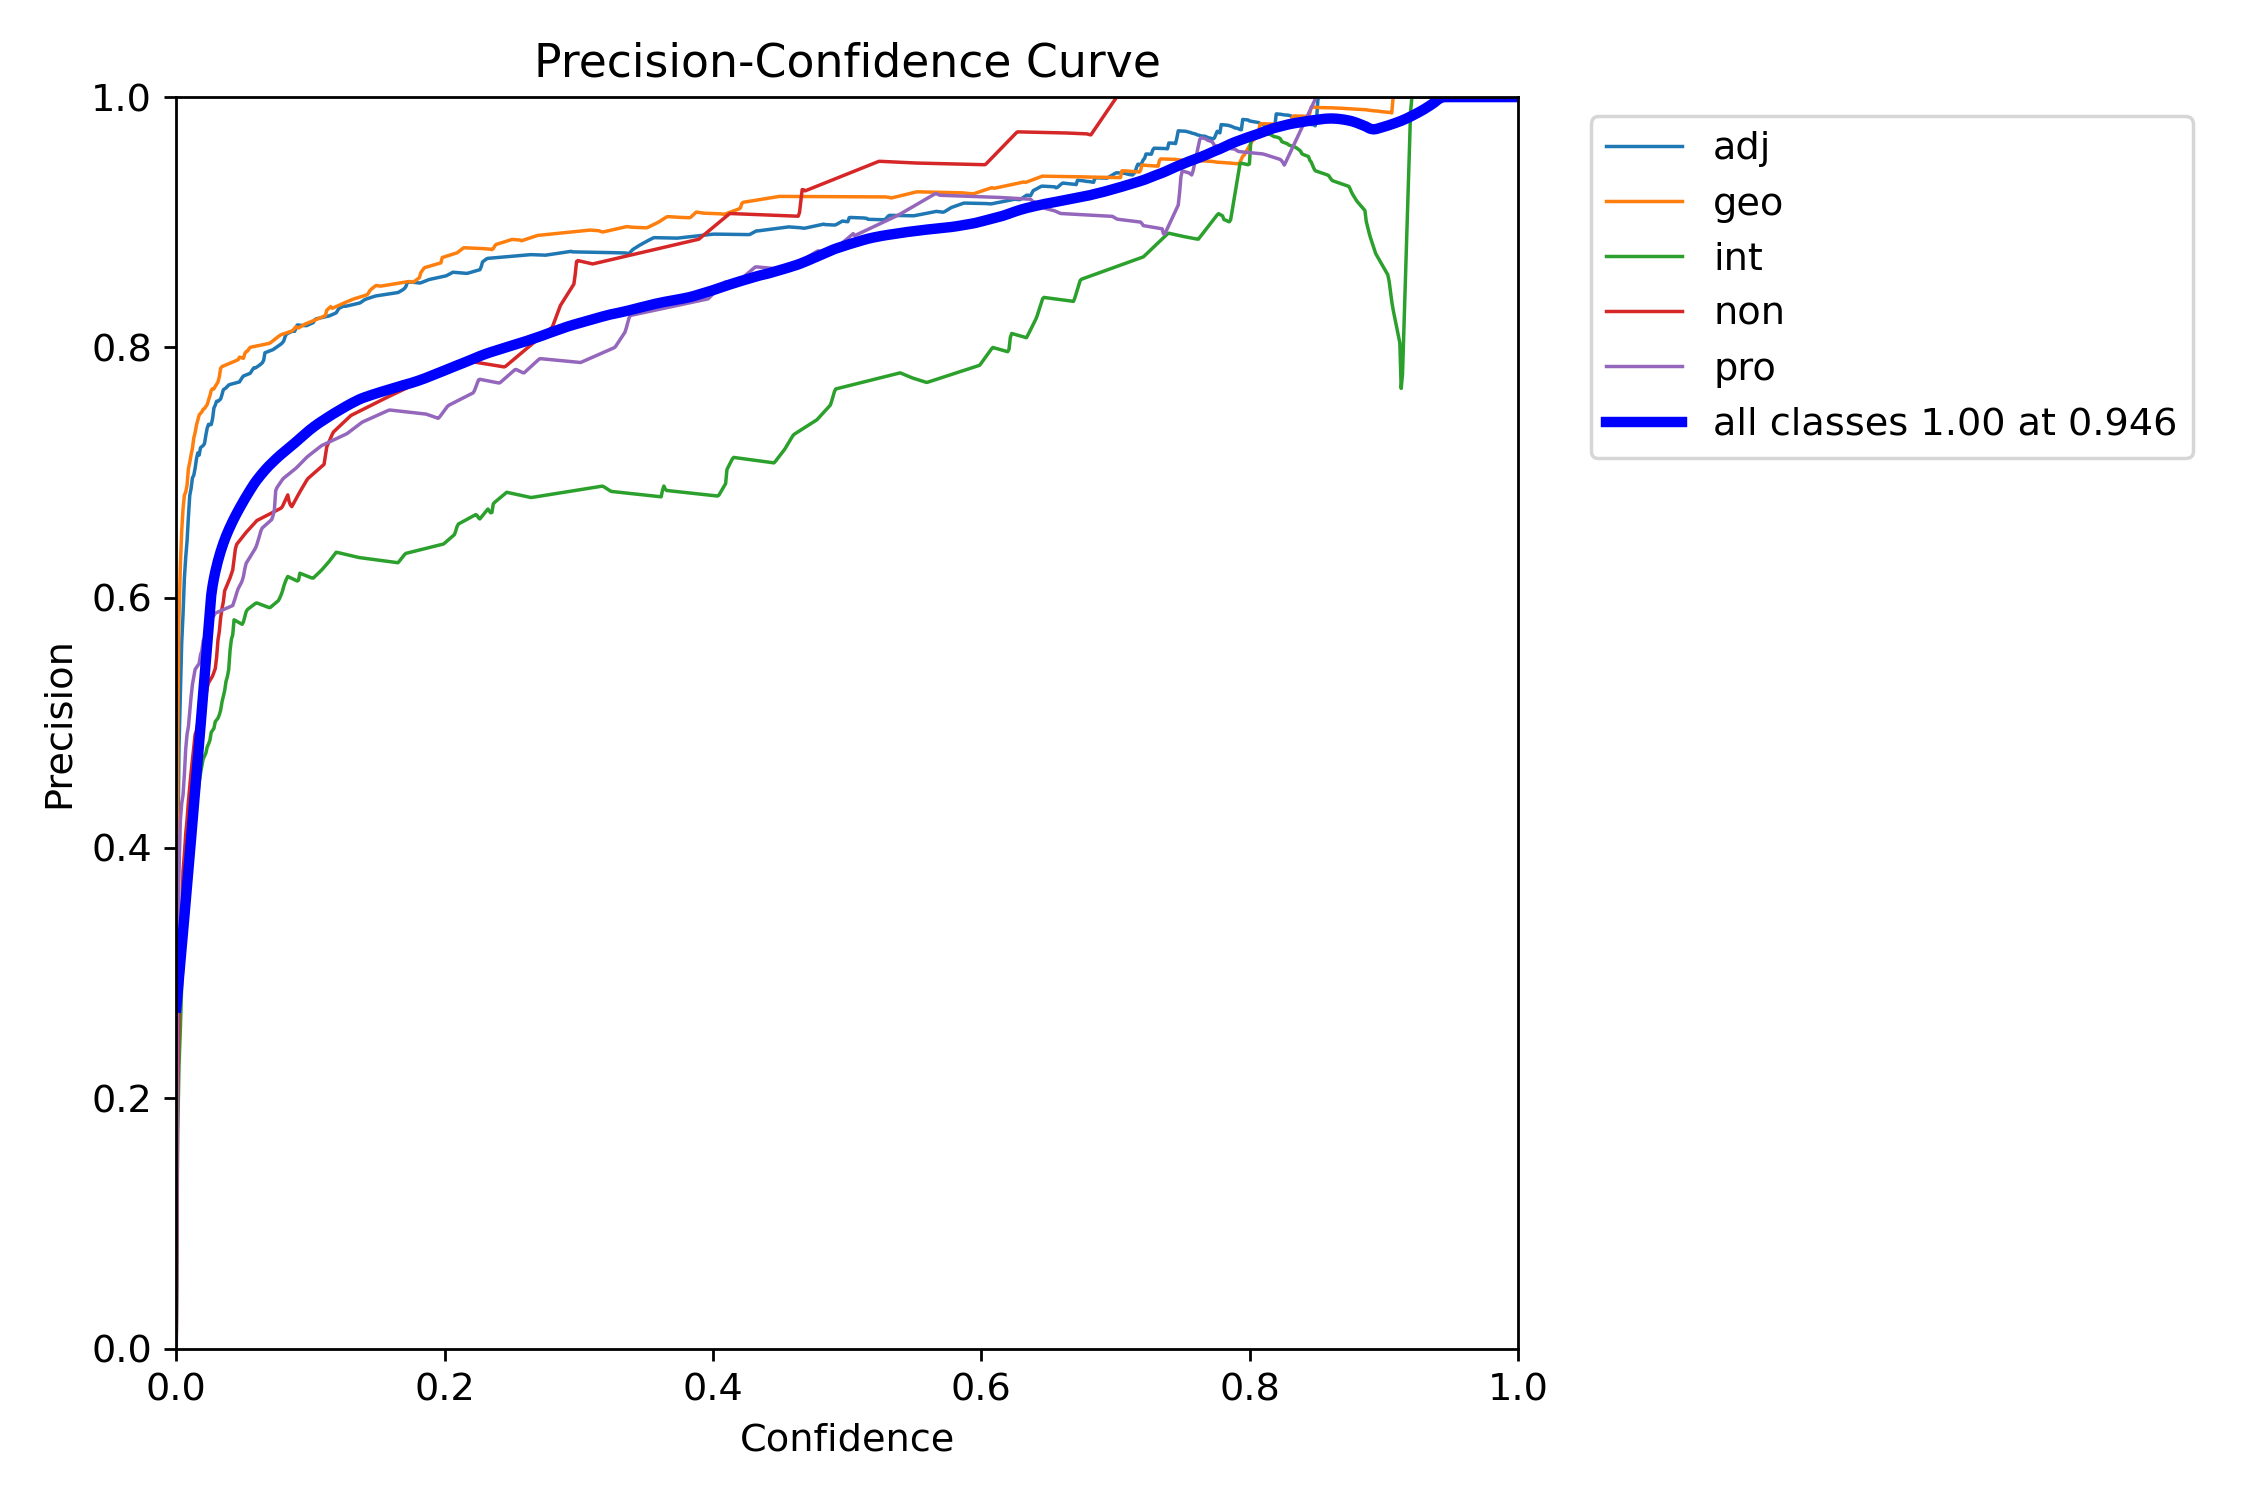 Precision-Confidence Curve
1.0
0.8
0.6
0.4
0.2
0.0
Precision
0.0 0.2 0.4 0.6 0.8 1.0
Confidence
adj
geo
int
non
pro
all classes 1.00 at 0.946